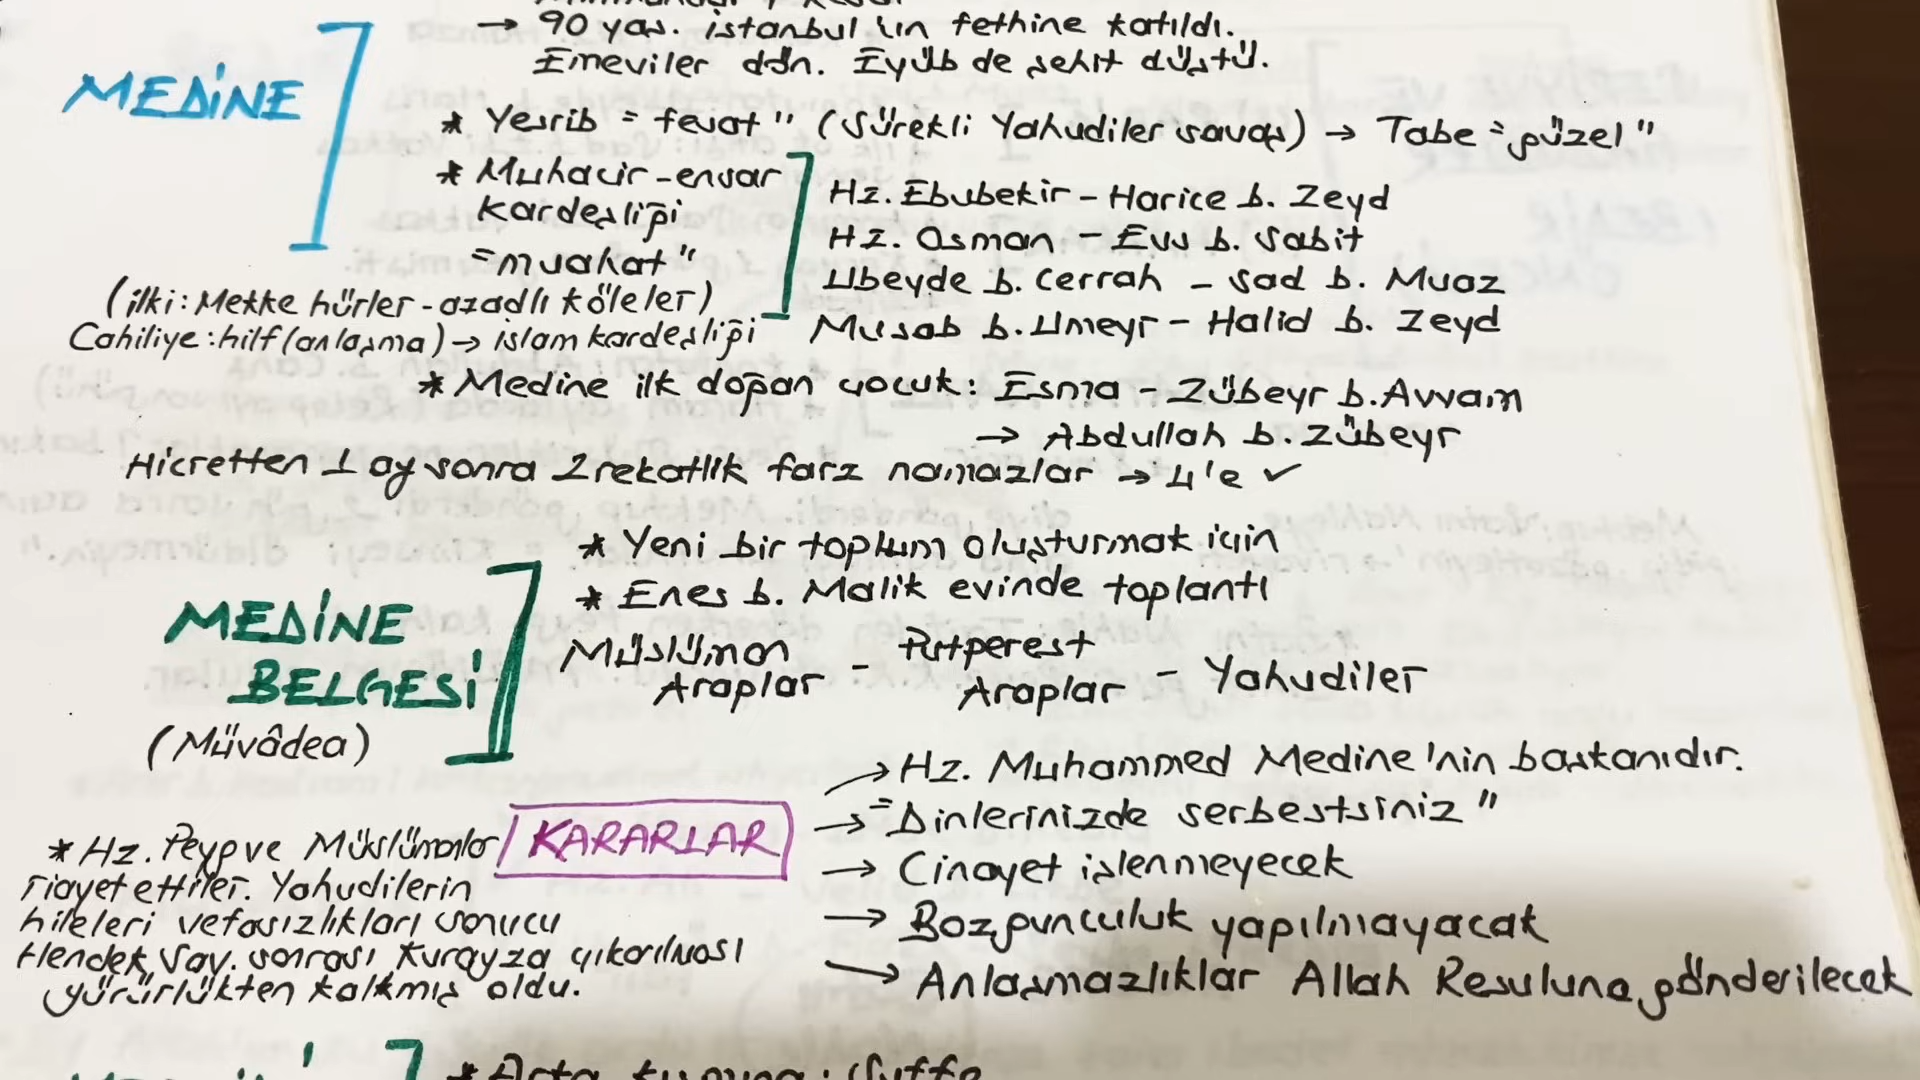 → 90 yaş. istanbul'un fethine katıldı.
Emeviler dön. Eyüb de şehit düştü.
MEDİNE
* Yesrib "fesat" (Sürekli Yahudiler savaş) → Tabe "güzel"
* Muhacir-ensar
kardeşliği
"muahat"
(ilki: Mekke hürler-azadlı köleler)
Cahiliye: hilf (anlaşma) → islam kardeşliği
Hz. Ebubekir - Harice b. Zeyd
Hz. Osman - Evs b. Sabit
Ubeyde b. Cerrah - Sad b. Muaz
Musab b. Umeyr - Halid b. Zeyd
* Medine ilk doğan çocuk: Esma - Zübeyr b. Avvam
→ Abdullah b. Zübeyr
Hicretten 1 ay sonra 2 rekatlık farz namazlar → 4'e ✓
MEDİNE
BELGESİ
(Müvâdea)
* Yeni bir toplum oluşturmak için
* Enes b. Malik evinde toplantı
Müslüman Araplar - Putperest Araplar - Yahudiler
KARARLAR
→ Hz. Muhammed Medine'nin başkanıdır.
→ "Dinlerinizde serbestsiniz"
→ Cinayet işlenmeyecek
→ Bozgunculuk yapılmayacak
→ Anlaşmazlıklar Allah Resuluna gönderilecek
* Hz. Peyg ve Müslümanlar
riayet ettiler. Yahudilerin
hileleri vefasızlıkları sonucu
Hendek Sav. sonrası Kurayza çıkarılması
yürürlükten kalkmış oldu.